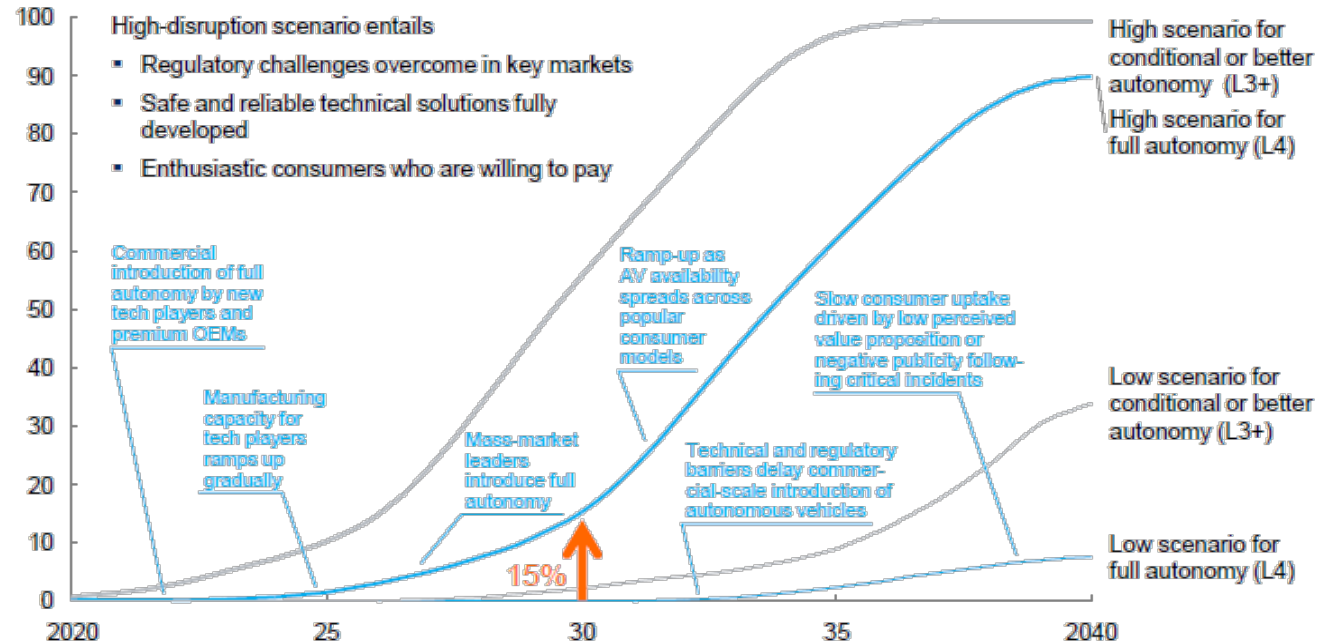 100
90
80
70
60
50
40
30
20
10
0
High-disruption scenario entails
▪ Regulatory challenges overcome in key markets
▪ Safe and reliable technical solutions fully
developed
▪ Enthusiastic consumers who are willing to pay
Commercial
introduction of full
autonomy by new
tech players and
premium OEMs
Manufacturing
capacity for
tech players
ramps up
gradually
Mass-market
leaders
introduce full
autonomy
Ramp-up as
AV availability
spreads across
popular
consumer
models
Technical and regulatory
barriers delay commer-
cial-scale introduction of
autonomous vehicles
Slow consumer uptake
driven by low perceived
value proposition or
negative publicity follow-
ing critical incidents
15%
High scenario for
conditional or better
autonomy (L3+)
High scenario for
full autonomy (L4)
Low scenario for
conditional or better
autonomy (L3+)
Low scenario for
full autonomy (L4)
2020
25
30
35
2040